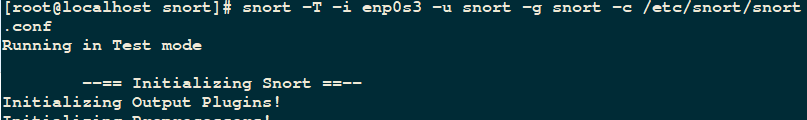 [root@localhost snort]# snort -T -i enp0s3 -u snort -g snort -c /etc/snort/snort
.conf
Running in Test mode
--== Initializing Snort ==--
Initializing Output Plugins!
Initializing Preprocessors!